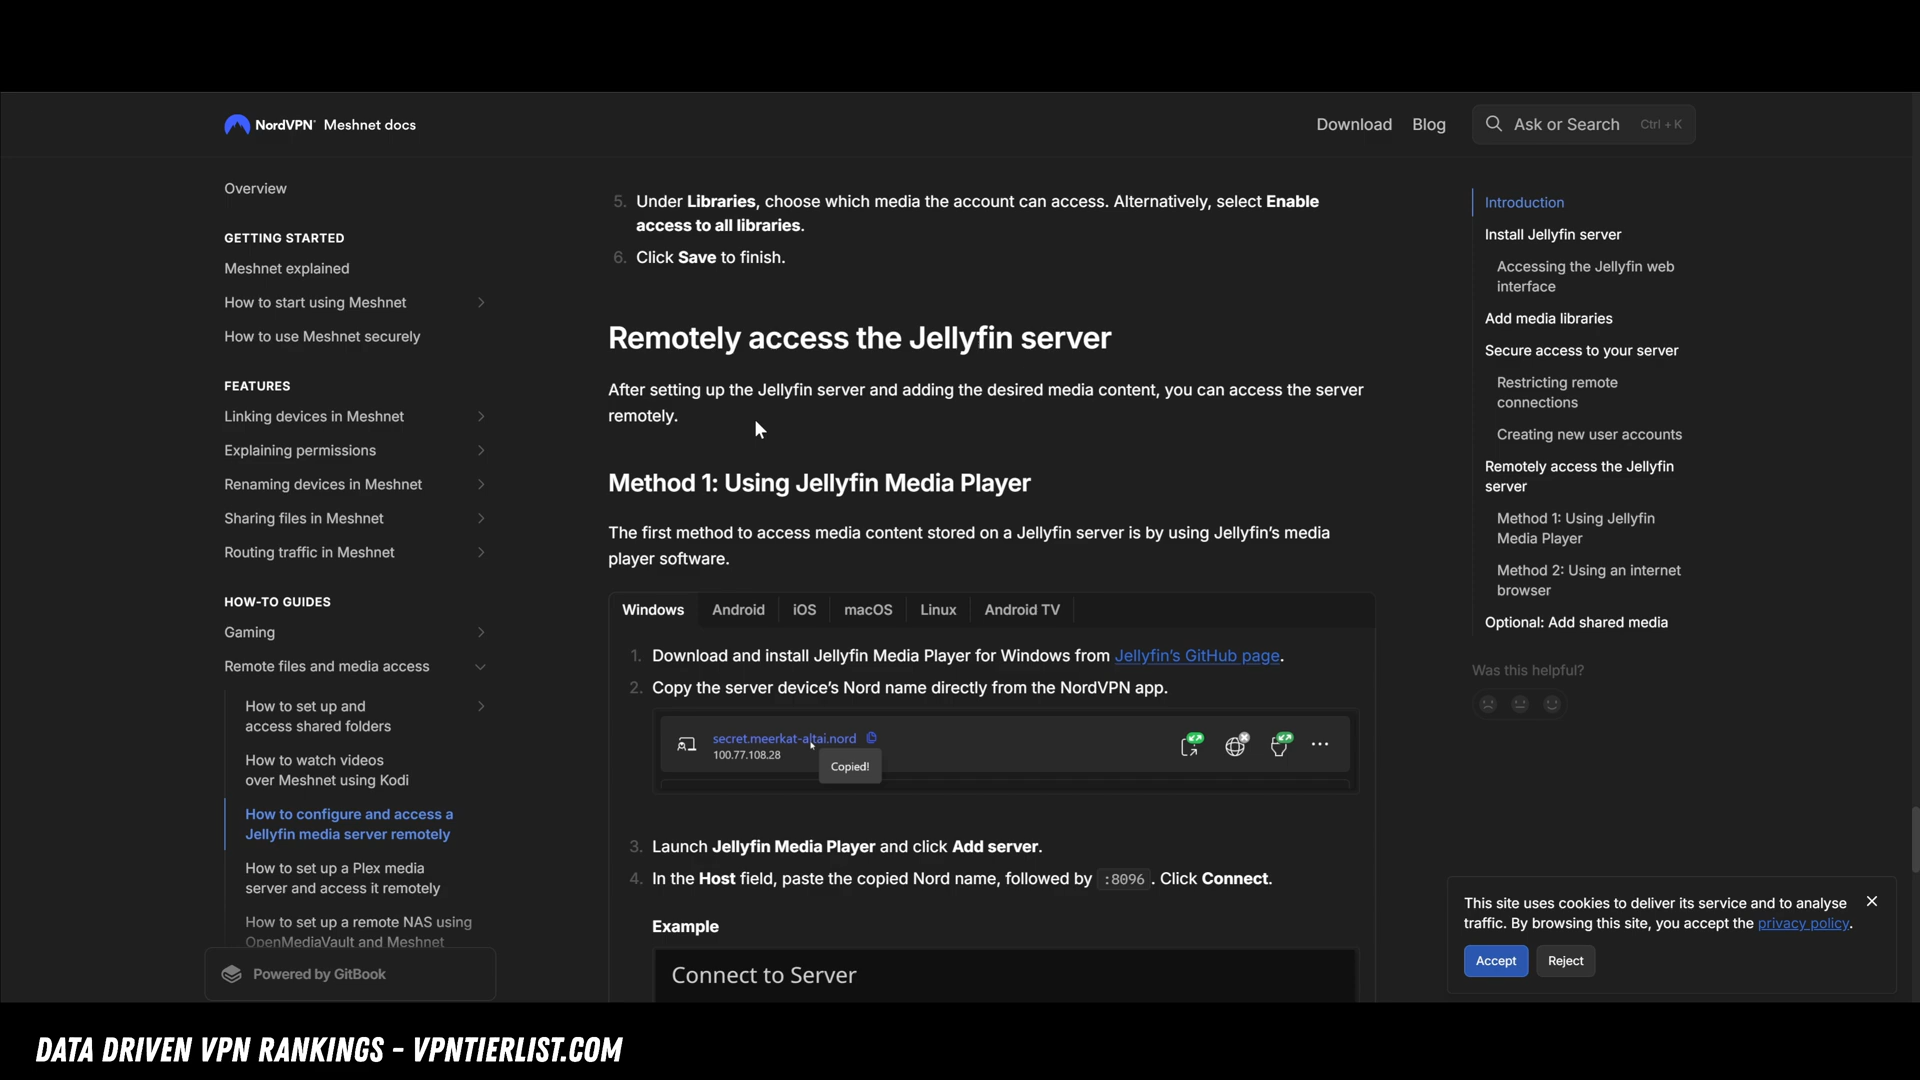 NordVPN® Meshnet docs
Download
Blog
Ask or Search
Ctrl + K
Overview
GETTING STARTED
Meshnet explained
How to start using Meshnet
How to use Meshnet securely
FEATURES
Linking devices in Meshnet
Explaining permissions
Renaming devices in Meshnet
Sharing files in Meshnet
Routing traffic in Meshnet
HOW-TO GUIDES
Gaming
Remote files and media access
How to set up and
access shared folders
How to watch videos
over Meshnet using Kodi
How to configure and access a
Jellyfin media server remotely
How to set up a Plex media
server and access it remotely
How to set up a remote NAS using
OpenMediaVault and Meshnet
Powered by GitBook
5. Under Libraries, choose which media the account can access. Alternatively, select Enable
access to all libraries.
6. Click Save to finish.
Remotely access the Jellyfin server
After setting up the Jellyfin server and adding the desired media content, you can access the server
remotely.
Method 1: Using Jellyfin Media Player
The first method to access media content stored on a Jellyfin server is by using Jellyfin's media
player software.
Windows
Android
iOS
macOS
Linux
Android TV
1. Download and install Jellyfin Media Player for Windows from Jellyfin's GitHub page.
2. Copy the server device's Nord name directly from the NordVPN app.
secret.meerkat-altai.nord
100.77.108.28
Copied!
3. Launch Jellyfin Media Player and click Add server.
4. In the Host field, paste the copied Nord name, followed by :8096. Click Connect.
Example
Connect to Server
Introduction
Install Jellyfin server
Accessing the Jellyfin web
interface
Add media libraries
Secure access to your server
Restricting remote
connections
Creating new user accounts
Remotely access the Jellyfin
server
Method 1: Using Jellyfin
Media Player
Method 2: Using an internet
browser
Optional: Add shared media
Was this helpful?
This site uses cookies to deliver its service and to analyse
traffic. By browsing this site, you accept the privacy policy.
Accept
Reject
DATA DRIVEN VPN RANKINGS - VPNTIERLIST.COM